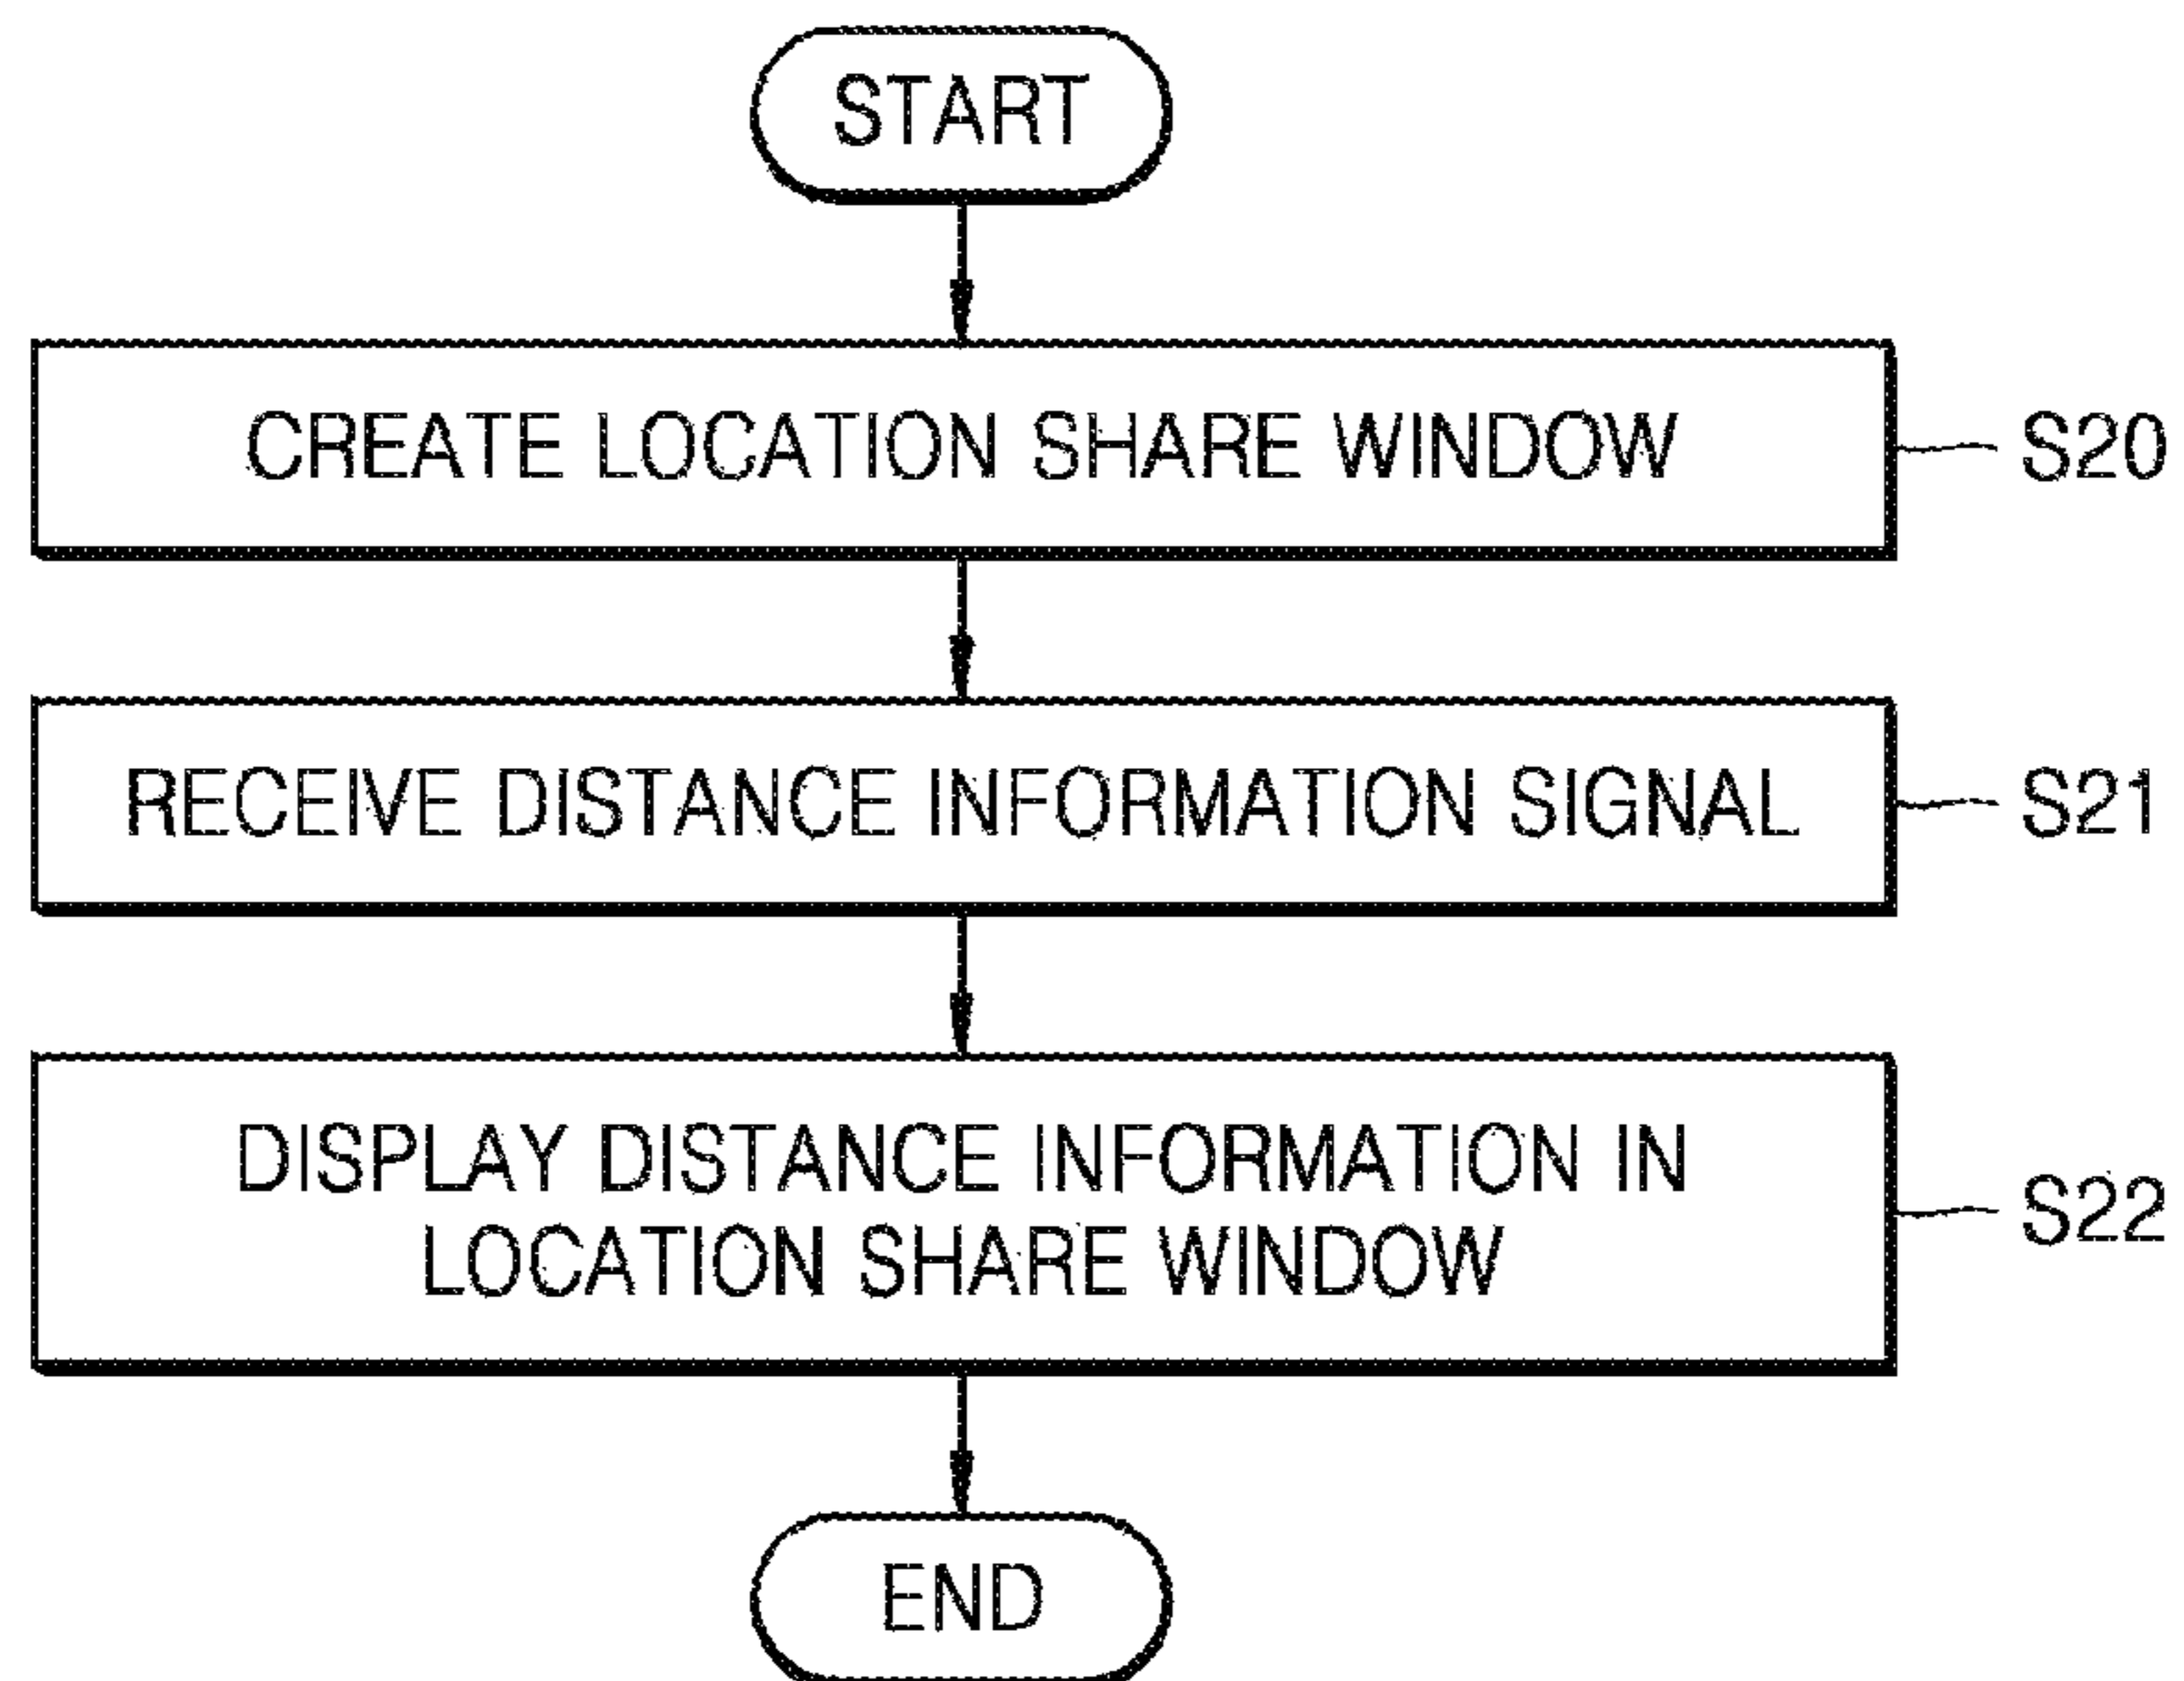 START
CREATE LOCATION SHARE WINDOW
S20
RECEIVE DISTANCE INFORMATION SIGNAL
S21
DISPLAY DISTANCE INFORMATION IN
LOCATION SHARE WINDOW
S22
END